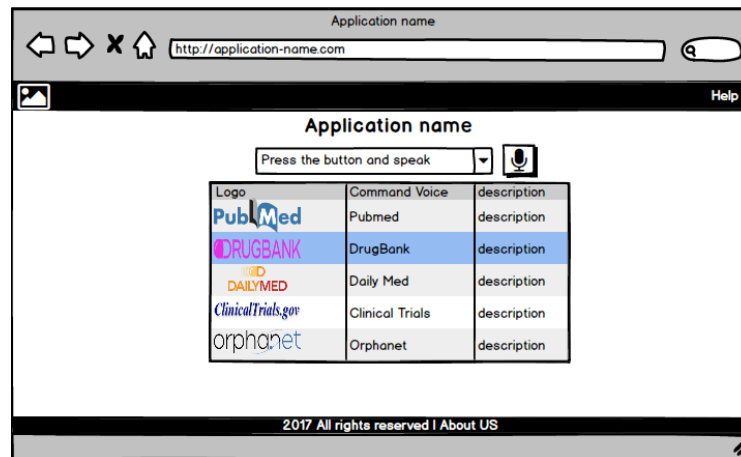 Application name
http://application-name.com
Help
Application name
Press the button and speak
Logo Command Voice description
PubMed Pubmed description
DRUGBANK DrugBank description
DAILYMED Daily Med description
ClinicalTrials.gov Clinical Trials description
orphanet Orphanet description
2017 All rights reserved I About US